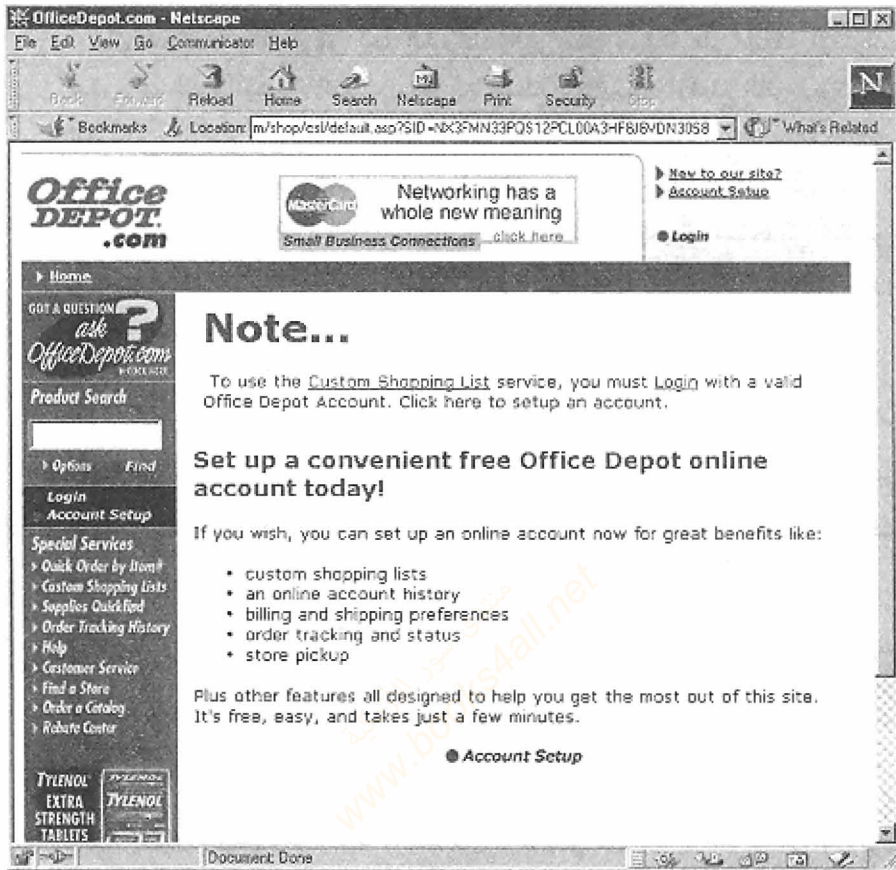 OfficeDepot.com - Netscape
File Edit View Go Communicator Help
Back Forward Reload Home Search Netscape Print Security Stop
Bookmarks Location: m/shop/csl/default.asp?SID=NX3FMN33PQS12PCL00A3HF6J6VDN30S8 What's Related
Office DEPOT. .com
MasterCard
Networking has a whole new meaning
Small Business Connections click here
New to our site?
Account Setup
Login
Home
GOT A QUESTION ?
ask
OfficeDepot.com
CLICK HERE
Product Search
Options Find
Login
Account Setup
Special Services
Quick Order by Item#
Custom Shopping Lists
Supplies Quickfind
Order Tracking History
Help
Customer Service
Find a Store
Order a Catalog
Rebate Center
TYLENOL
EXTRA
STRENGTH
TABLETS
TYLENOL
TYLENOL
Note...
To use the Custom Shopping List service, you must Login with a valid
Office Depot Account. Click here to setup an account.
Set up a convenient free Office Depot online
account today!
If you wish, you can set up an online account now for great benefits like:
• custom shopping lists
• an online account history
• billing and shipping preferences
• order tracking and status
• store pickup
Plus other features all designed to help you get the most out of this site.
It's free, easy, and takes just a few minutes.
Account Setup
www.books4all.net
Document: Done